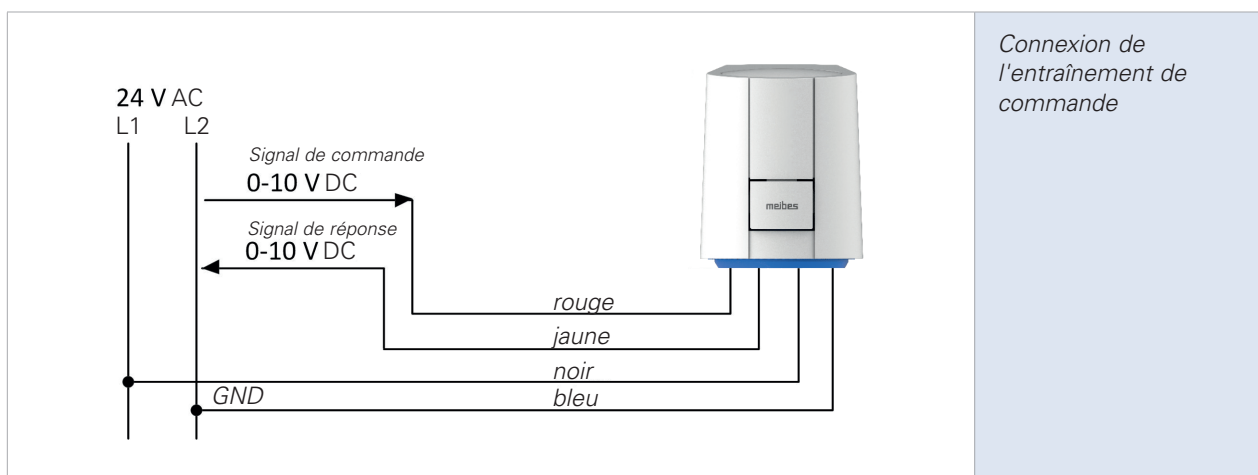 Connexion de
l'entraînement de
commande
24 V AC
L1 L2
Signal de commande
0-10 V DC
meibes
Signal de réponse
0-10 V DC
rouge
jaune
noir
GND
bleu